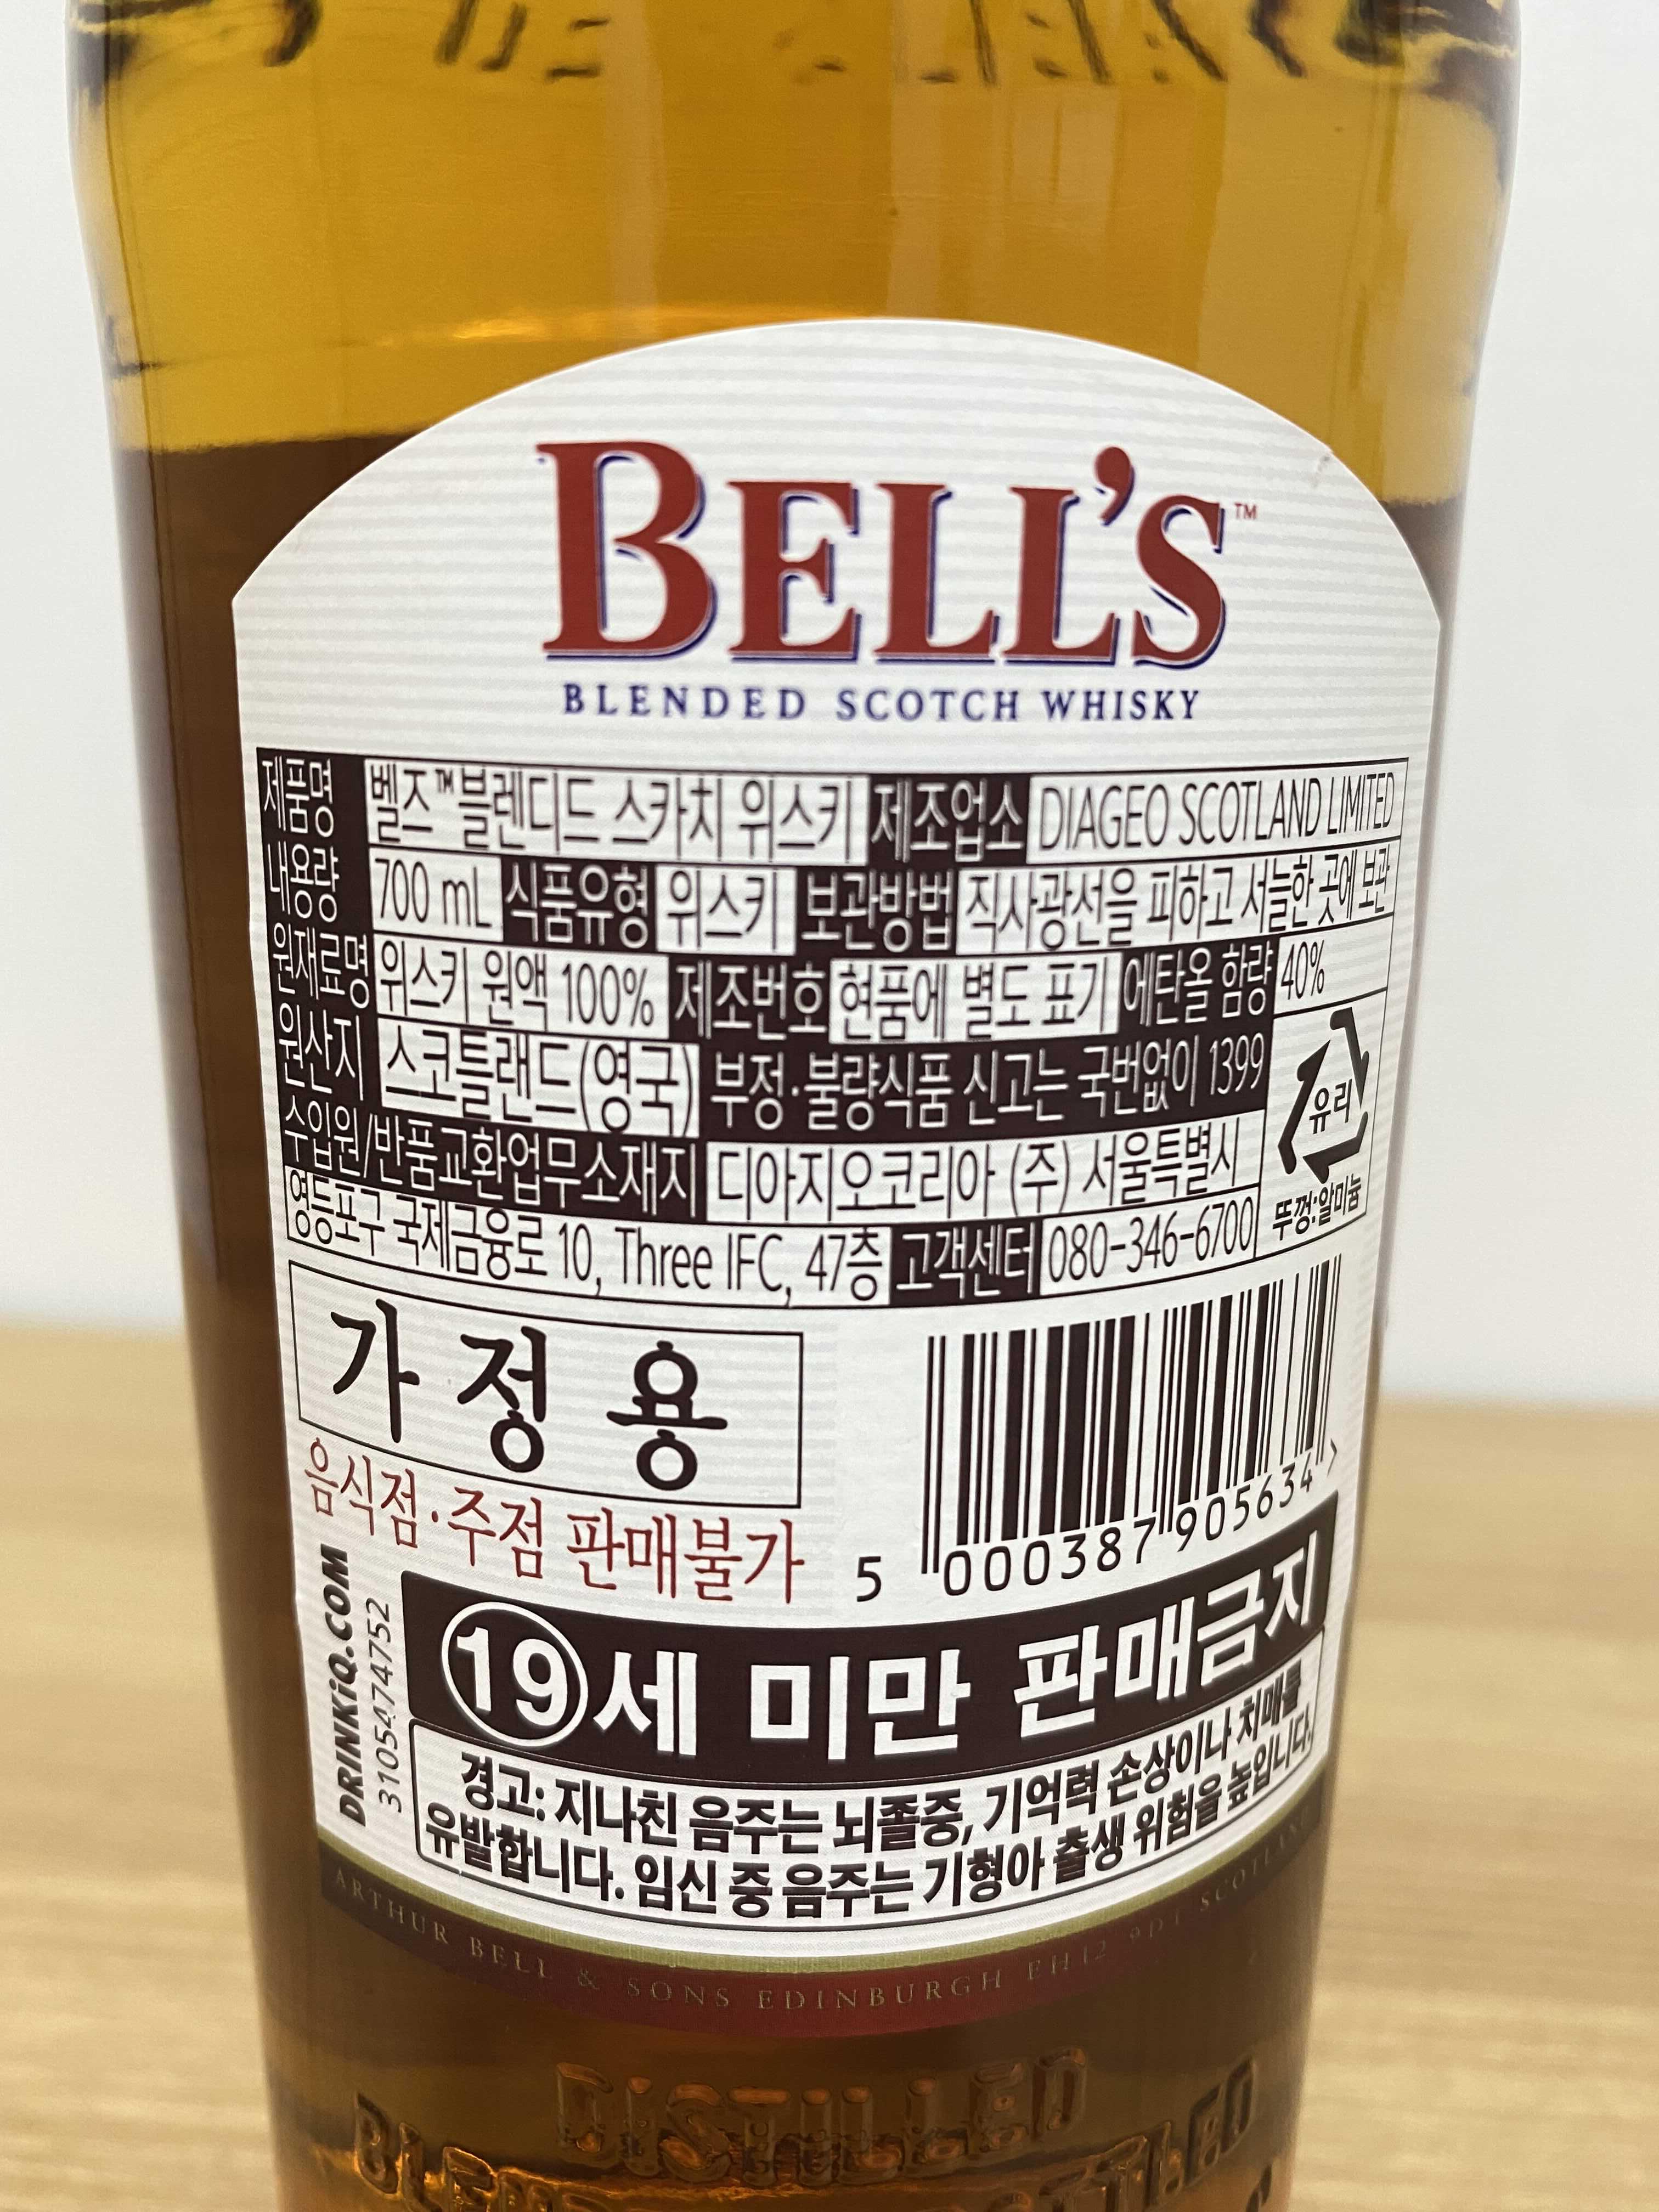 BELL'S™
BLENDED SCOTCH WHISKY
제품명 벨즈™블렌디드 스카치 위스키 제조업소 DIAGEO SCOTLAND LIMITED
내용량 700 mL 식품유형 위스키 보관방법 직사광선을 피하고 서늘한 곳에 보관
원재료명 위스키 원액 100% 제조번호 현품에 별도 표기 에탄올 함량 40%
원산지 스코틀랜드(영국) 부정·불량식품 신고는 국번없이 1399
수입원/반품교환업무소재지 디아지오코리아 (주) 서울특별시
영등포구 국제금융로 10, Three IFC, 47층 고객센터 080-346-6700
유리
뚜껑:알미늄
가정용
음식점·주점 판매불가
5 000387 905634 >
DRINKiQ.COM
3105474752
19세 미만 판매금지
경고: 지나친 음주는 뇌졸중, 기억력 손상이나 치매를
유발합니다. 임신 중 음주는 기형아 출생 위험을 높입니다.
ARTHUR BELL & SONS EDINBURGH EH12 9DT SCOTLAND
DISTILLED